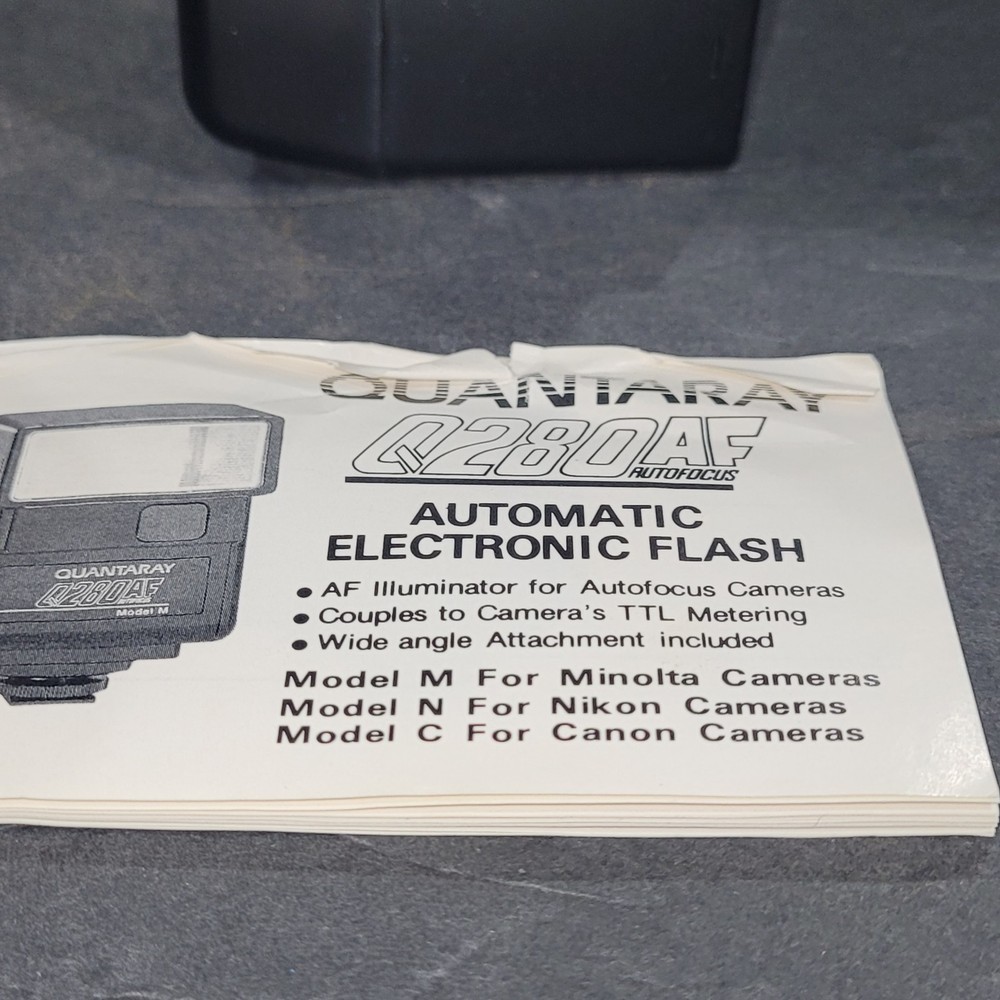 QUANTARAY
Q280AF
AUTOFOCUS
AUTOMATIC
ELECTRONIC FLASH
• AF Illuminator for Autofocus Cameras
• Couples to Camera's TTL Metering
• Wide angle Attachment included
Model M For Minolta Cameras
Model N For Nikon Cameras
Model C For Canon Cameras
QUANTARAY
Q280AF
Model M